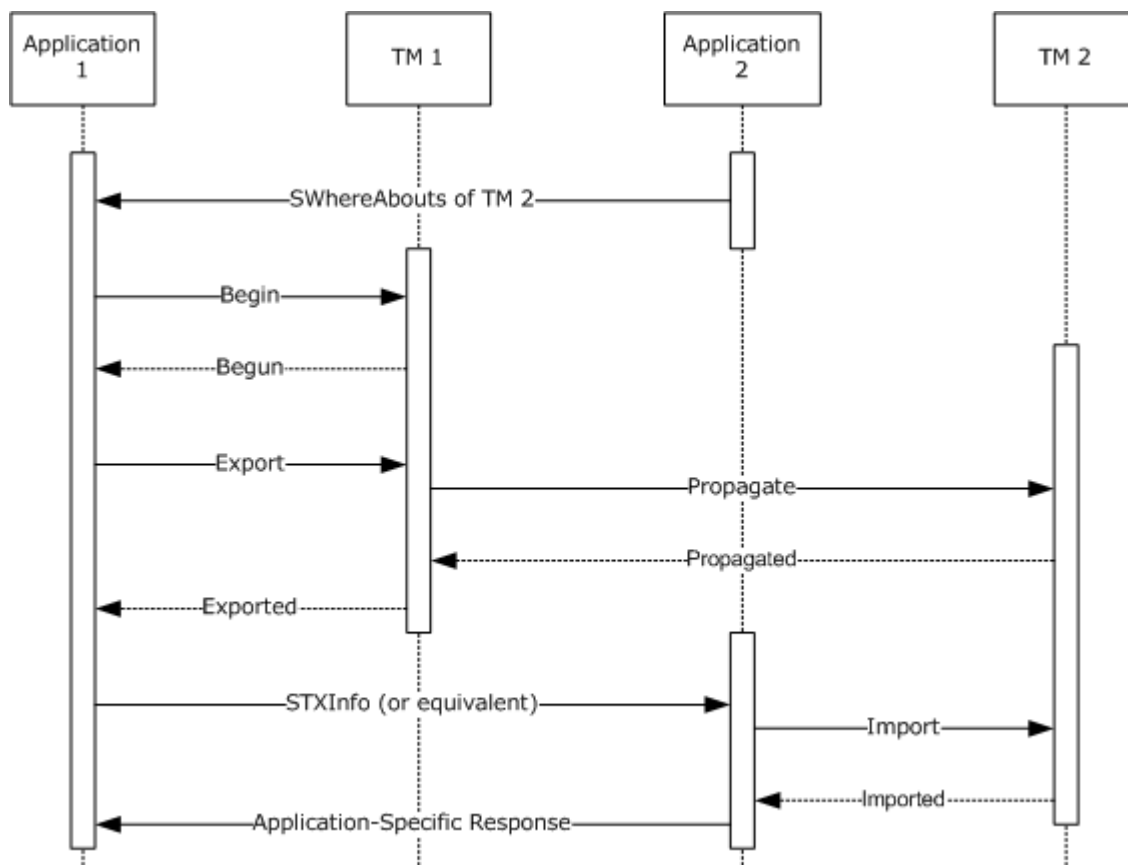 Application
1
TM 1
Application
2
TM 2
SWhereAbouts of TM 2
Begin
Begun
Export
Propagate
Propagated
Exported
STXInfo (or equivalent)
Import
Imported
Application-Specific Response